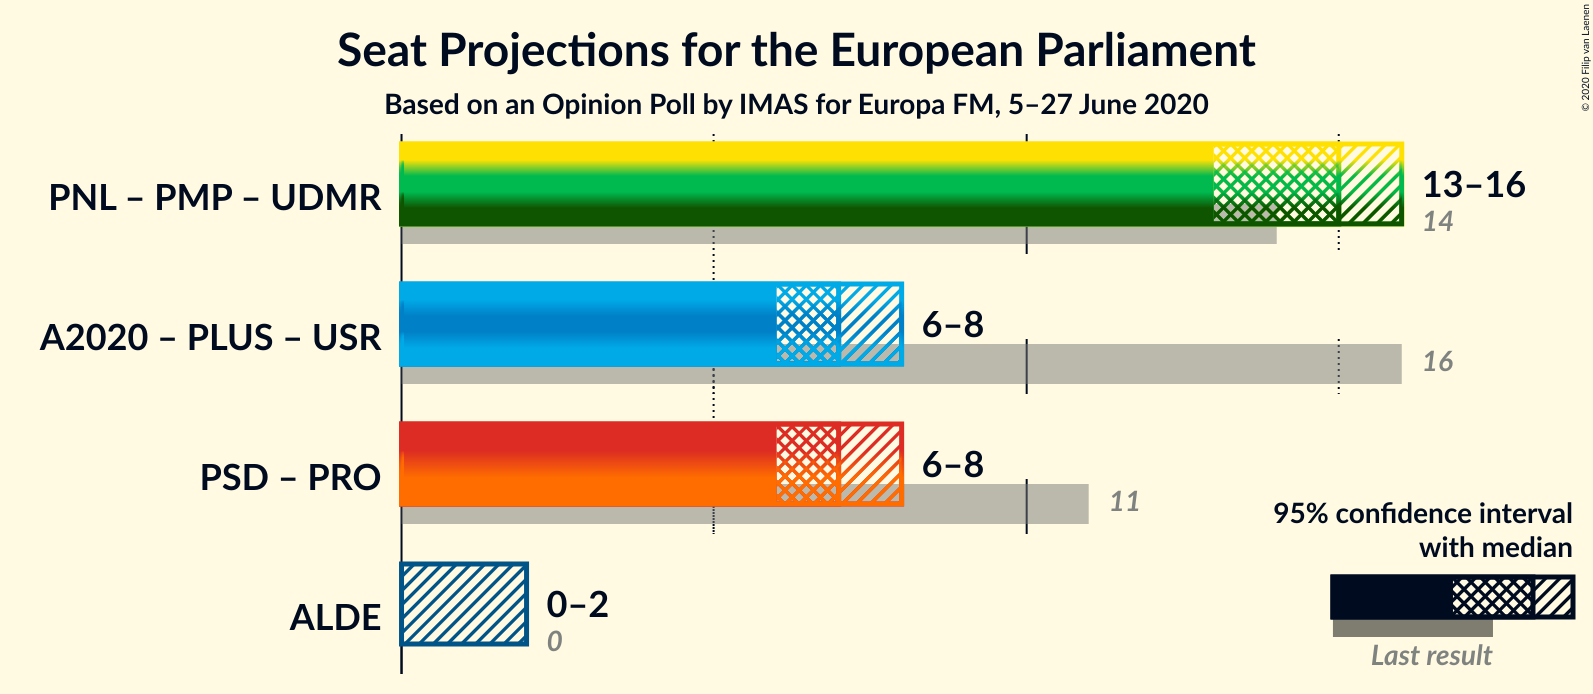 Seat Projections for the European Parliament
Based on an Opinion Poll by IMAS for Europa FM, 5–27 June 2020
© 2020 Filip van Laenen
PNL – PMP – UDMR
13–16
14
A2020 – PLUS – USR
6–8
16
PSD – PRO
6–8
11
ALDE
0–2
0
95% confidence interval
with median
Last result